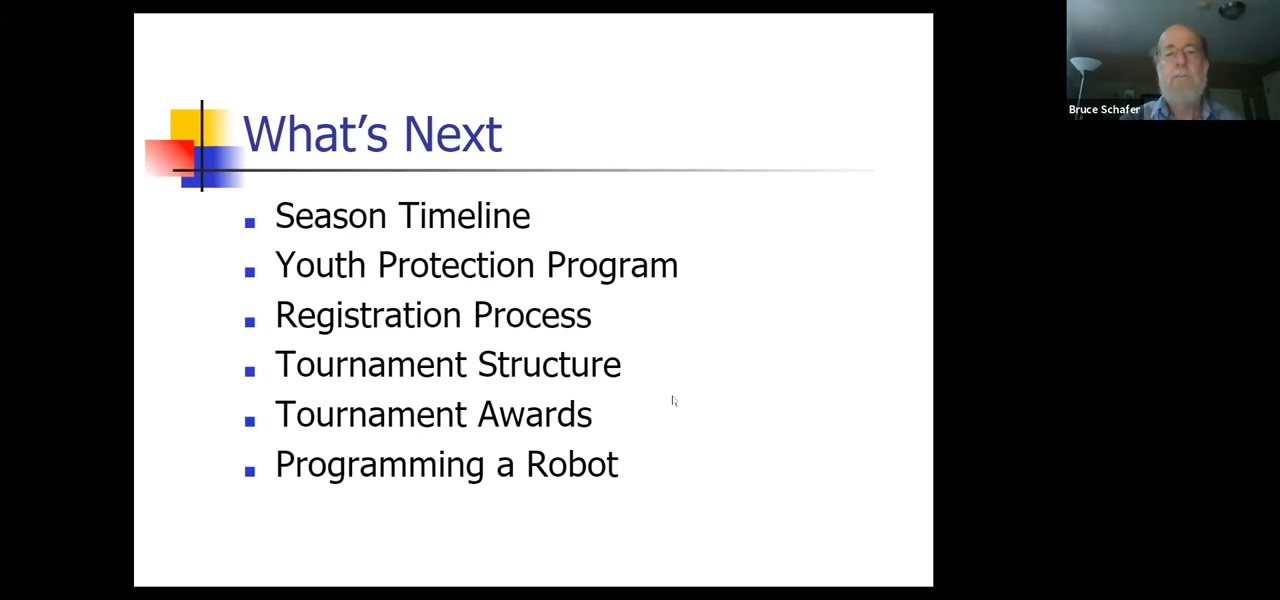 What's Next
Season Timeline
Youth Protection Program
Registration Process
Tournament Structure
Tournament Awards
Programming a Robot
Bruce Schafer